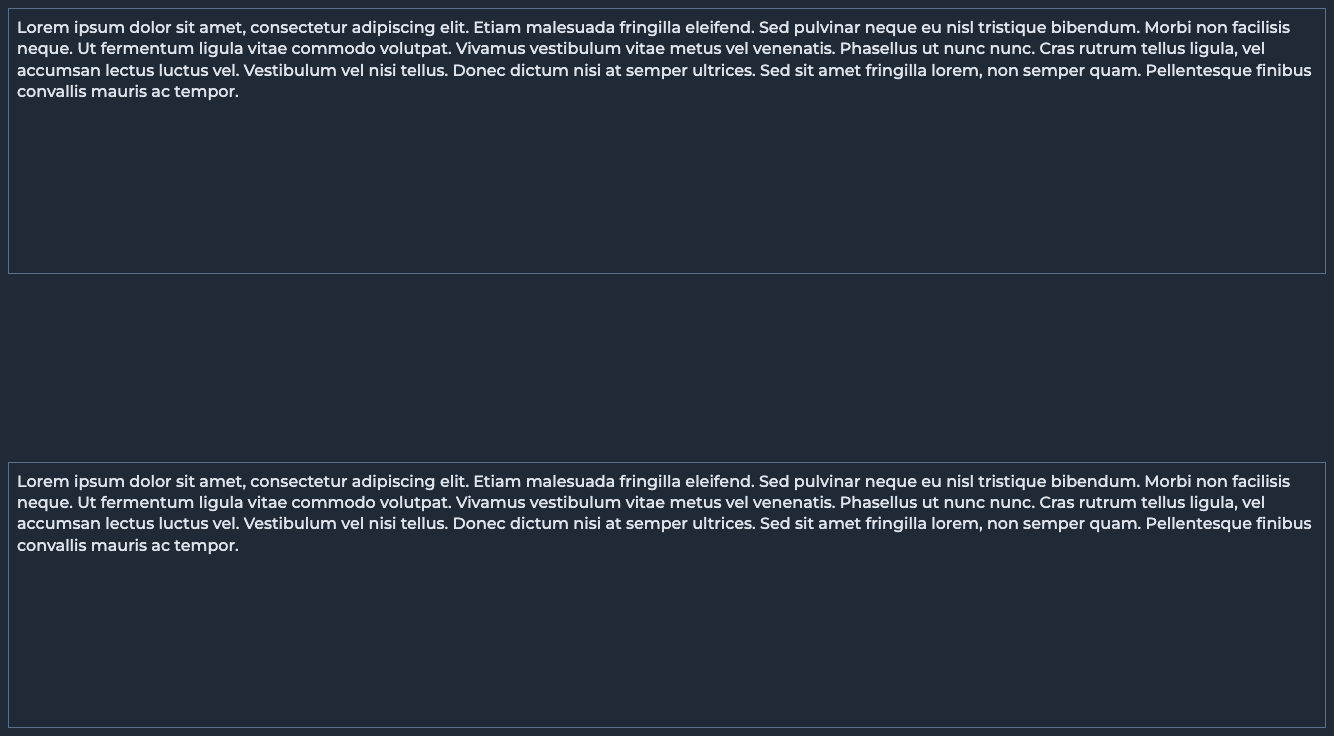 Lorem ipsum dolor sit amet, consectetur adipiscing elit. Etiam malesuada fringilla eleifend. Sed pulvinar neque eu nisl tristique bibendum. Morbi non facilisis
neque. Ut fermentum ligula vitae commodo volutpat. Vivamus vestibulum vitae metus vel venenatis. Phasellus ut nunc nunc. Cras rutrum tellus ligula, vel
accumsan lectus luctus vel. Vestibulum vel nisi tellus. Donec dictum nisi at semper ultrices. Sed sit amet fringilla lorem, non semper quam. Pellentesque finibus
convallis mauris ac tempor.
Lorem ipsum dolor sit amet, consectetur adipiscing elit. Etiam malesuada fringilla eleifend. Sed pulvinar neque eu nisl tristique bibendum. Morbi non facilisis
neque. Ut fermentum ligula vitae commodo volutpat. Vivamus vestibulum vitae metus vel venenatis. Phasellus ut nunc nunc. Cras rutrum tellus ligula, vel
accumsan lectus luctus vel. Vestibulum vel nisi tellus. Donec dictum nisi at semper ultrices. Sed sit amet fringilla lorem, non semper quam. Pellentesque finibus
convallis mauris ac tempor.